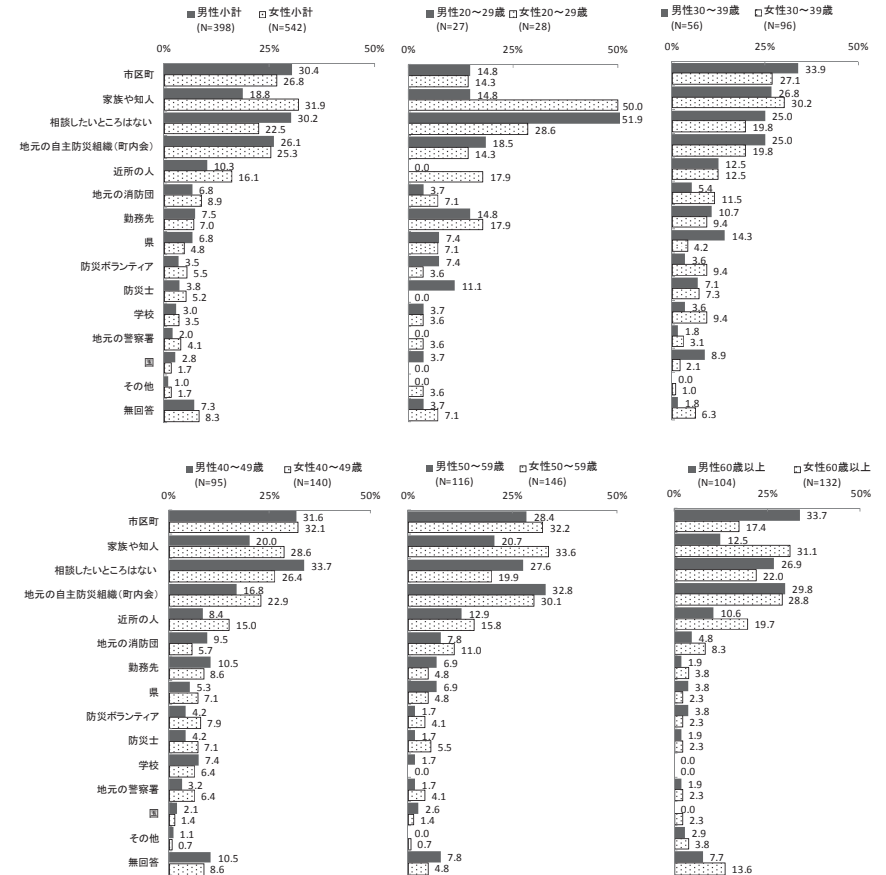 男性小計 女性小計
(N=398) (N=542)
0% 25% 50%
市区町 30.4 26.8
家族や知人 18.8 31.9
相談したいところはない 30.2 22.5
地元の自主防災組織(町内会) 26.1 25.3
近所の人 10.3 16.1
地元の消防団 6.8 8.9
勤務先 7.5 7.0
県 6.8 4.8
防災ボランティア 3.5 5.5
防災士 3.8 5.2
学校 3.0 3.5
地元の警察署 2.0 4.1
国 2.8 1.7
その他 1.0 1.7
無回答 7.3 8.3
男性20~29歳 女性20~29歳
(N=27) (N=28)
0% 25% 50%
14.8 14.3
14.8 50.0
51.9 28.6
18.5 14.3
0.0 17.9
3.7 7.1
14.8 17.9
7.4 7.1
7.4 3.6
11.1 0.0
3.7 3.6
0.0 3.6
3.7 0.0
0.0 3.6
3.7 7.1
男性30~39歳 女性30~39歳
(N=56) (N=96)
0% 25% 50%
33.9 27.1
26.8 30.2
25.0 19.8
25.0 19.8
12.5 12.5
5.4 11.5
10.7 9.4
14.3 4.2
3.6 9.4
7.1 7.3
3.6 9.4
1.8 3.1
8.9 2.1
0.0 1.0
1.8 6.3
男性40~49歳 女性40~49歳
(N=95) (N=140)
0% 25% 50%
市区町 31.6 32.1
家族や知人 20.0 28.6
相談したいところはない 33.7 26.4
地元の自主防災組織(町内会) 16.8 22.9
近所の人 8.4 15.0
地元の消防団 9.5 5.7
勤務先 10.5 8.6
県 5.3 7.1
防災ボランティア 4.2 7.9
防災士 4.2 7.1
学校 7.4 6.4
地元の警察署 3.2 6.4
国 2.1 1.4
その他 1.1 0.7
無回答 10.5 8.6
男性50~59歳 女性50~59歳
(N=116) (N=146)
0% 25% 50%
28.4 32.2
20.7 33.6
27.6 19.9
32.8 30.1
12.9 15.8
7.8 11.0
6.9 4.8
6.9 4.8
1.7 4.1
1.7 5.5
1.7 0.0
1.7 4.1
2.6 1.4
0.0 0.7
7.8 4.8
男性60歳以上 女性60歳以上
(N=104) (N=132)
0% 25% 50%
33.7 17.4
12.5 31.1
26.9 22.0
29.8 28.8
10.6 19.7
4.8 8.3
1.9 3.8
3.8 2.3
3.8 2.3
1.9 2.3
0.0 0.0
1.9 2.3
0.0 2.3
2.9 3.8
7.7 13.6